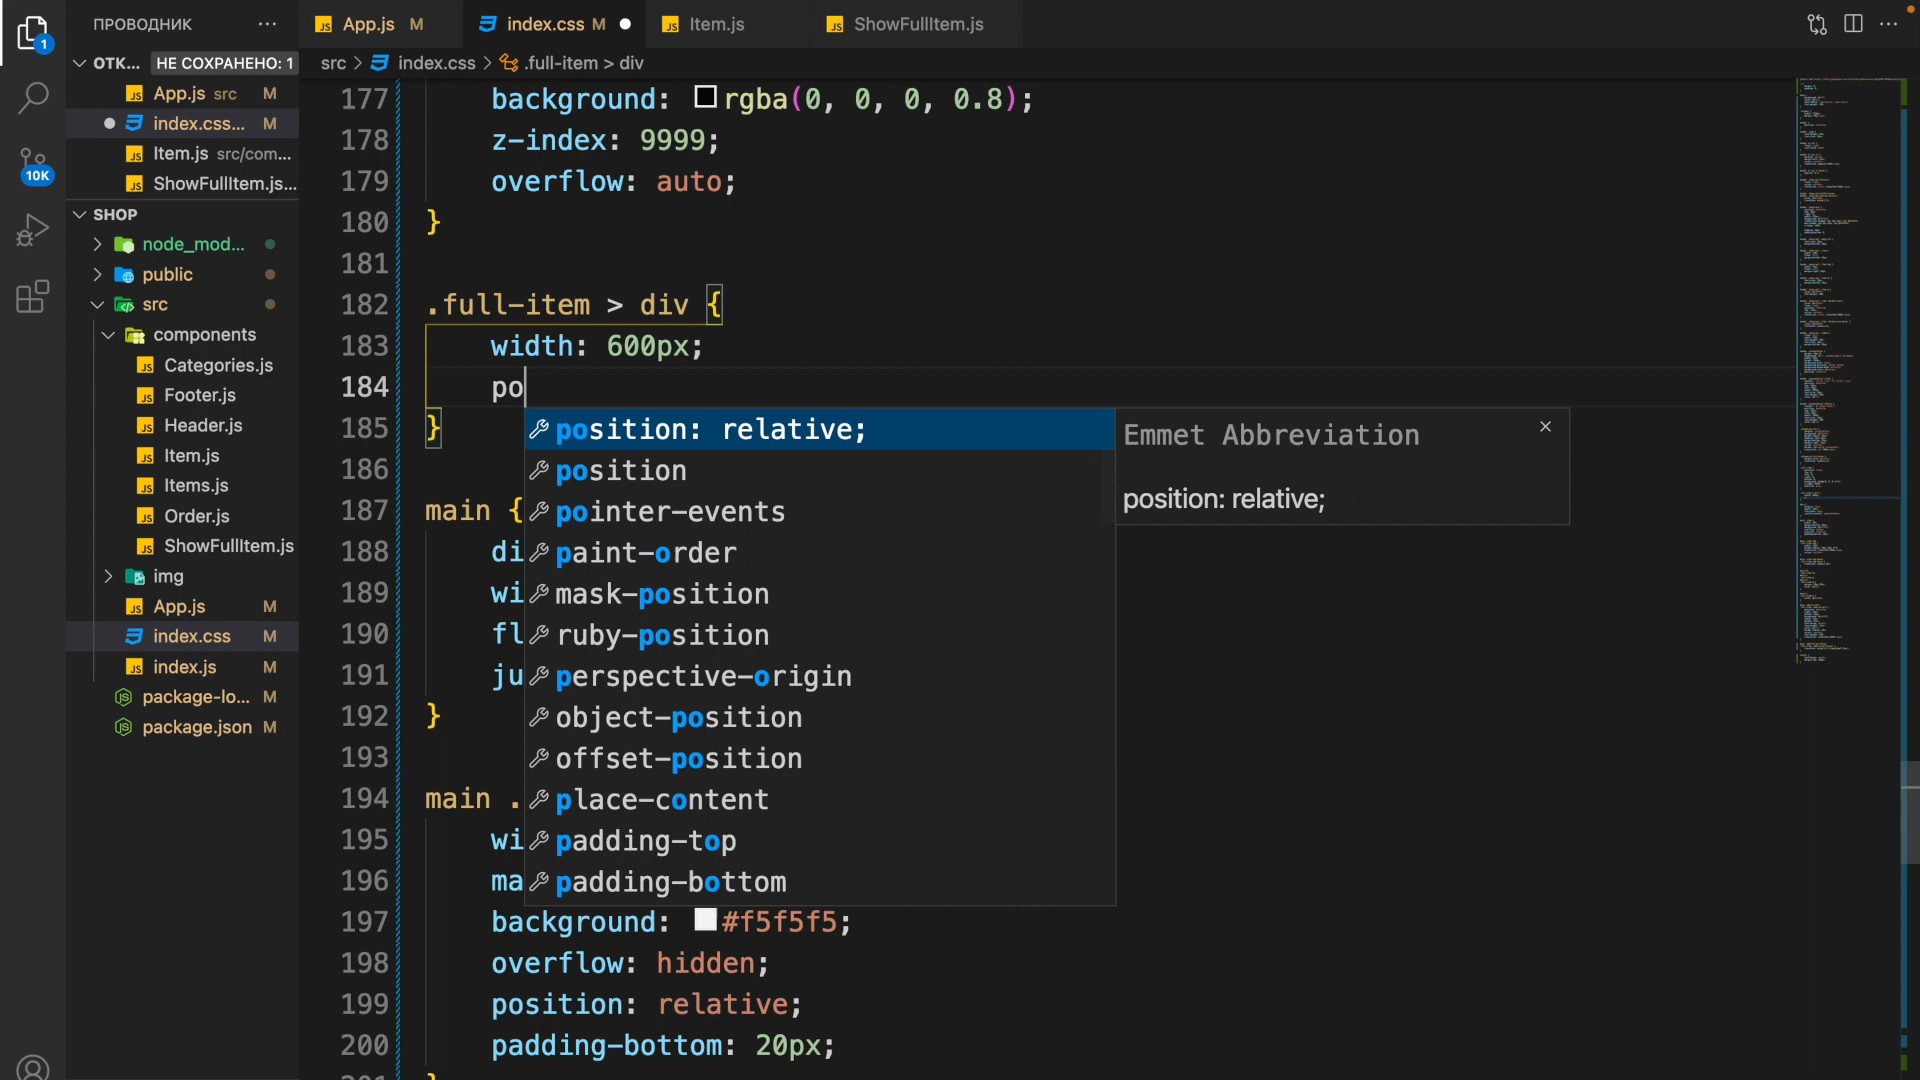 ПРОВОДНИК
App.js M
index.css M
Item.js
ShowFullItem.js
ОТК... НЕ СОХРАНЕНО: 1
App.js src M
index.css... M
Item.js src/com...
ShowFullItem.js...
SHOP
node_mod...
public
src
components
Categories.js
Footer.js
Header.js
Item.js
Items.js
Order.js
ShowFullItem.js
img
App.js M
index.css M
index.js M
package-lo... M
package.json M
1
10K
src > index.css > .full-item > div
177 background: rgba(0, 0, 0, 0.8);
178 z-index: 9999;
179 overflow: auto;
180 }
181
182 .full-item > div {
183 width: 600px;
184 po
185 }
186
187 main {
188 di
189 wi
190 fl
191 ju
192 }
193
194 main .
195 wi
196 ma
197 background: #f5f5f5;
198 overflow: hidden;
199 position: relative;
200 padding-bottom: 20px;
201 }
position: relative;
position
pointer-events
paint-order
mask-position
ruby-position
perspective-origin
object-position
offset-position
place-content
padding-top
padding-bottom
Emmet Abbreviation
position: relative;